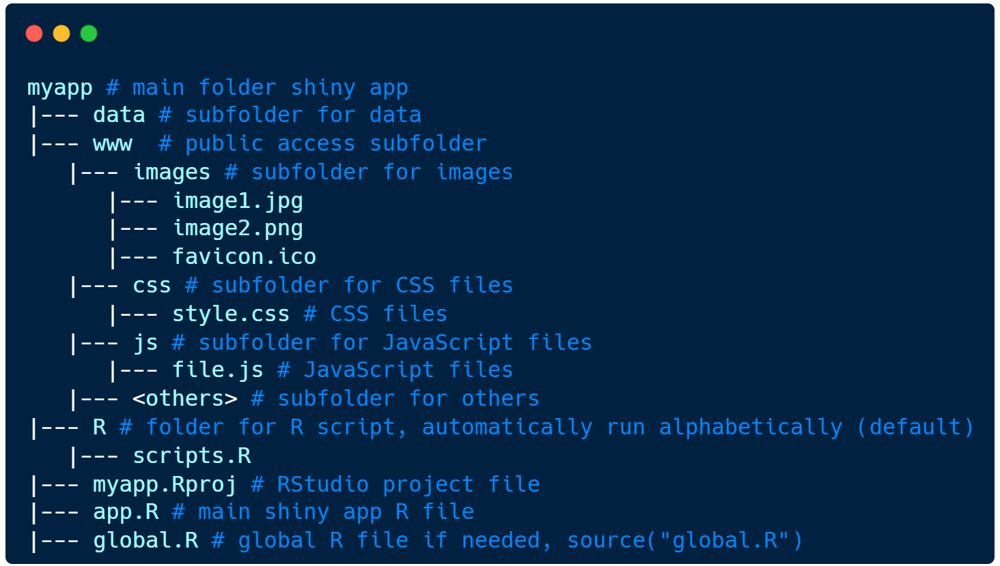 myapp # main folder shiny app
|--- data # subfolder for data
|--- www  # public access subfolder
   |--- images # subfolder for images
      |--- image1.jpg
      |--- image2.png
      |--- favicon.ico
   |--- css # subfolder for CSS files
      |--- style.css # CSS files
   |--- js # subfolder for JavaScript files
      |--- file.js # JavaScript files
   |--- <others> # subfolder for others
|--- R # folder for R script, automatically run alphabetically (default)
   |--- scripts.R
|--- myapp.Rproj # RStudio project file
|--- app.R # main shiny app R file
|--- global.R # global R file if needed, source("global.R")